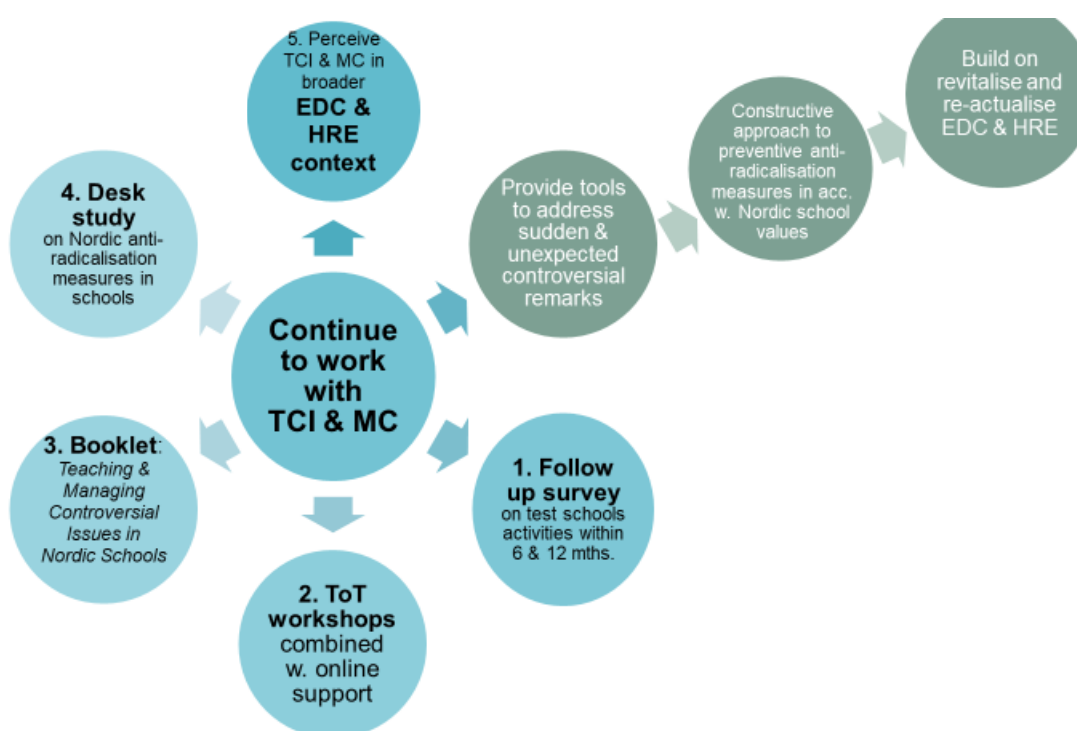 5. Perceive
TCI & MC in
broader
EDC &
HRE
context
Build on
revitalise and
re-actualise
EDC & HRE
Constructive
approach to
preventive anti-
radicalisation
measures in acc.
w. Nordic school
values
4. Desk
study
on Nordic anti-
radicalisation
measures in
schools
Provide tools
to address
sudden &
unexpected
controversial
remarks
Continue
to work
with
TCI & MC
3. Booklet:
Teaching &
Managing
Controversial
Issues in
Nordic Schools
1. Follow
up survey
on test schools
activities within
6 & 12 mths.
2. ToT
workshops
combined
w. online
support